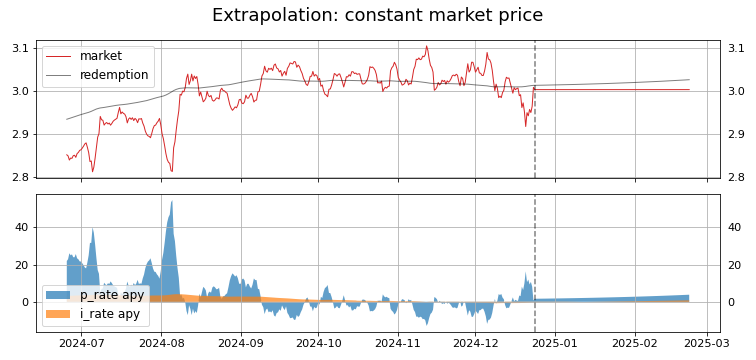 Extrapolation: constant market price
3.1 3.1
market
redemption
3.0 3.0
2.9 2.9
2.8 2.8
40 40
20 20
p_rate apy
0 0
i_rate apy
2024-07 2024-08 2024-09 2024-10 2024-11 2024-12 2025-01 2025-02 2025-03